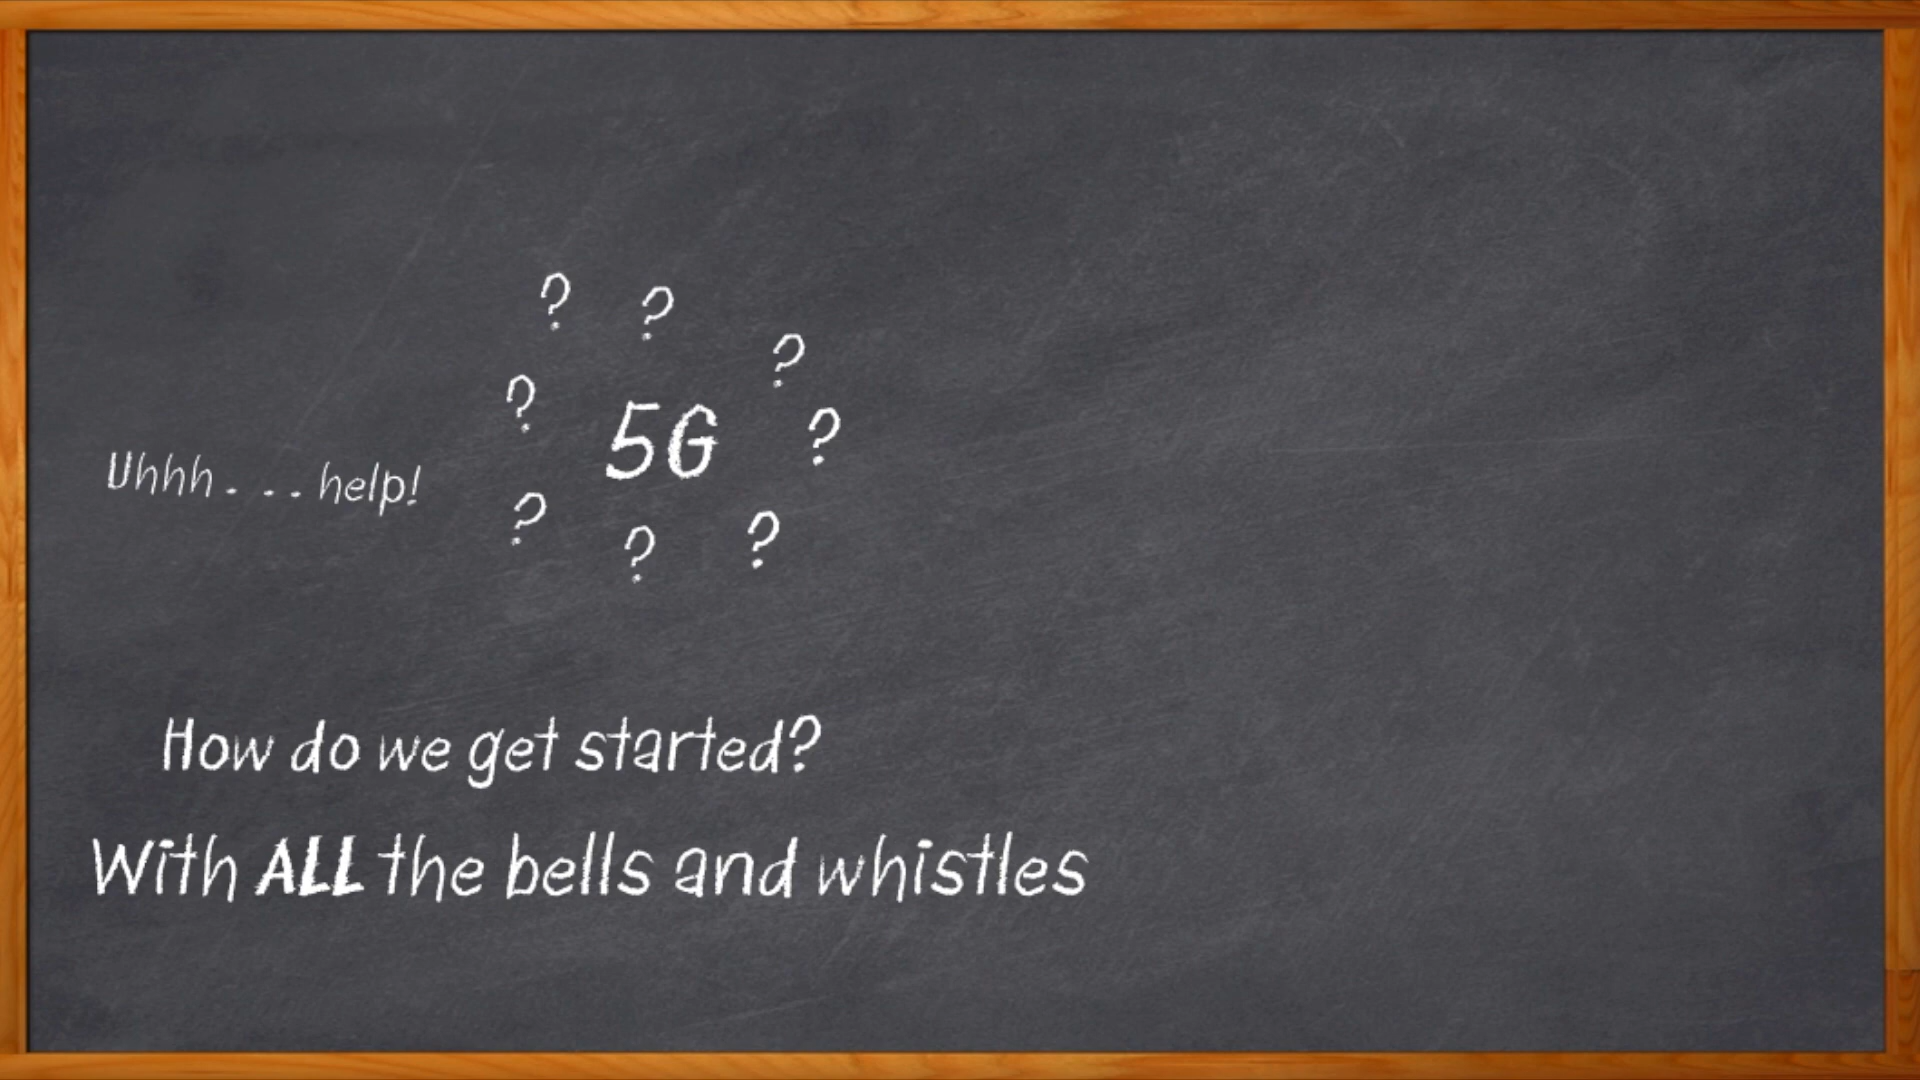 ? ?
?
? 5G ?
Uhhh . . . help!
? ? ?
How do we get started?
With ALL the bells and whistles